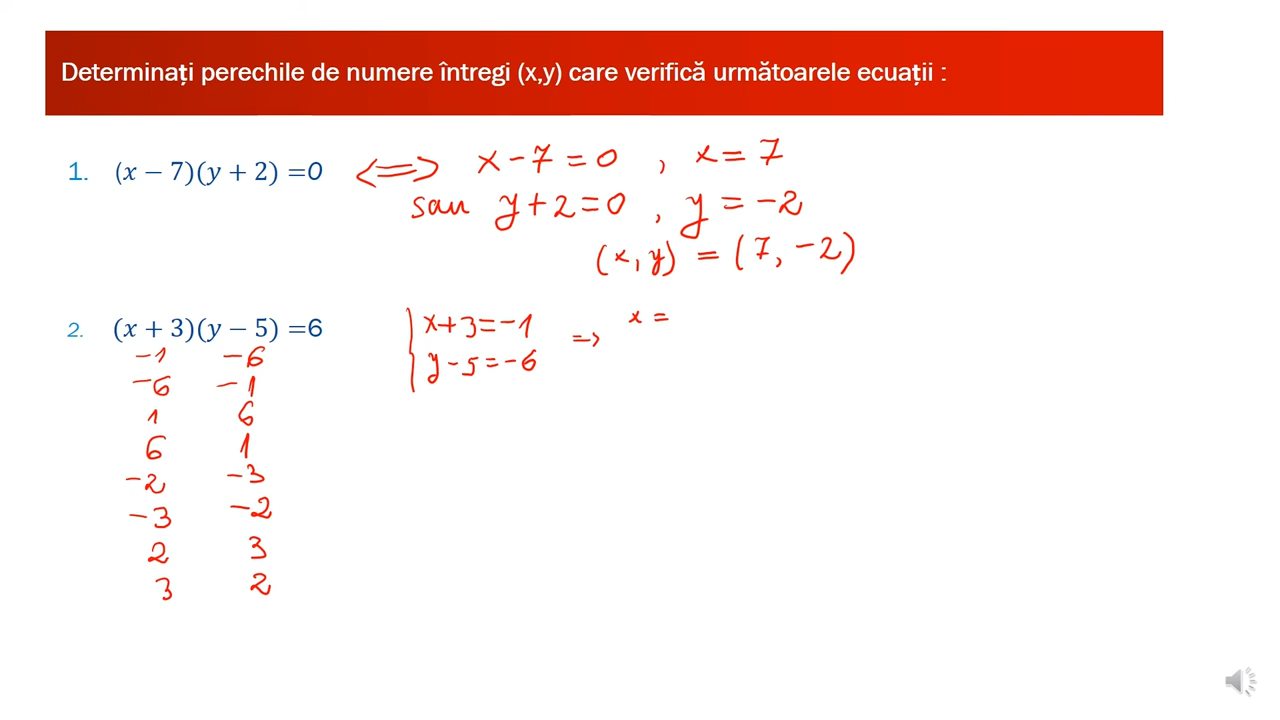 Determinați perechile de numere întregi (x,y) care verifică următoarele ecuații :
1. (x − 7)(y + 2) =0 <=> x − 7 = 0 , x = 7
sau y + 2 = 0 , y = −2
(x, y) = (7, −2)
2. (x + 3)(y − 5) =6
{ x+3 = −1
y − 5 = −6 => x =
−1 −6
−6 −1
1 6
6 1
−2 −3
−3 −2
2 3
3 2